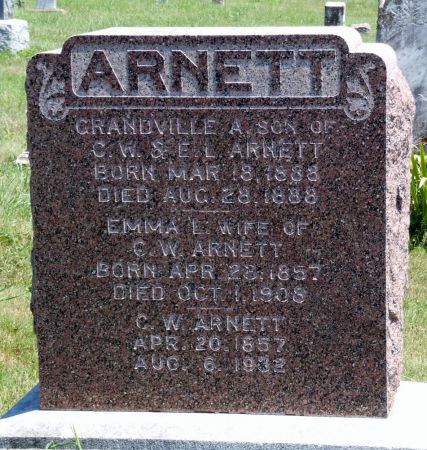 ARNETT
GRANDVILLE A. SON OF
C. W. & E. L. ARNETT
BORN MAR. 18, 1888
DIED AUG. 28, 1888
EMMA L. WIFE OF
C. W. ARNETT
BORN APR. 28, 1857
DIED OCT. 1, 1908
C. W. ARNETT
APR. 20, 1857
AUG. 6, 1932